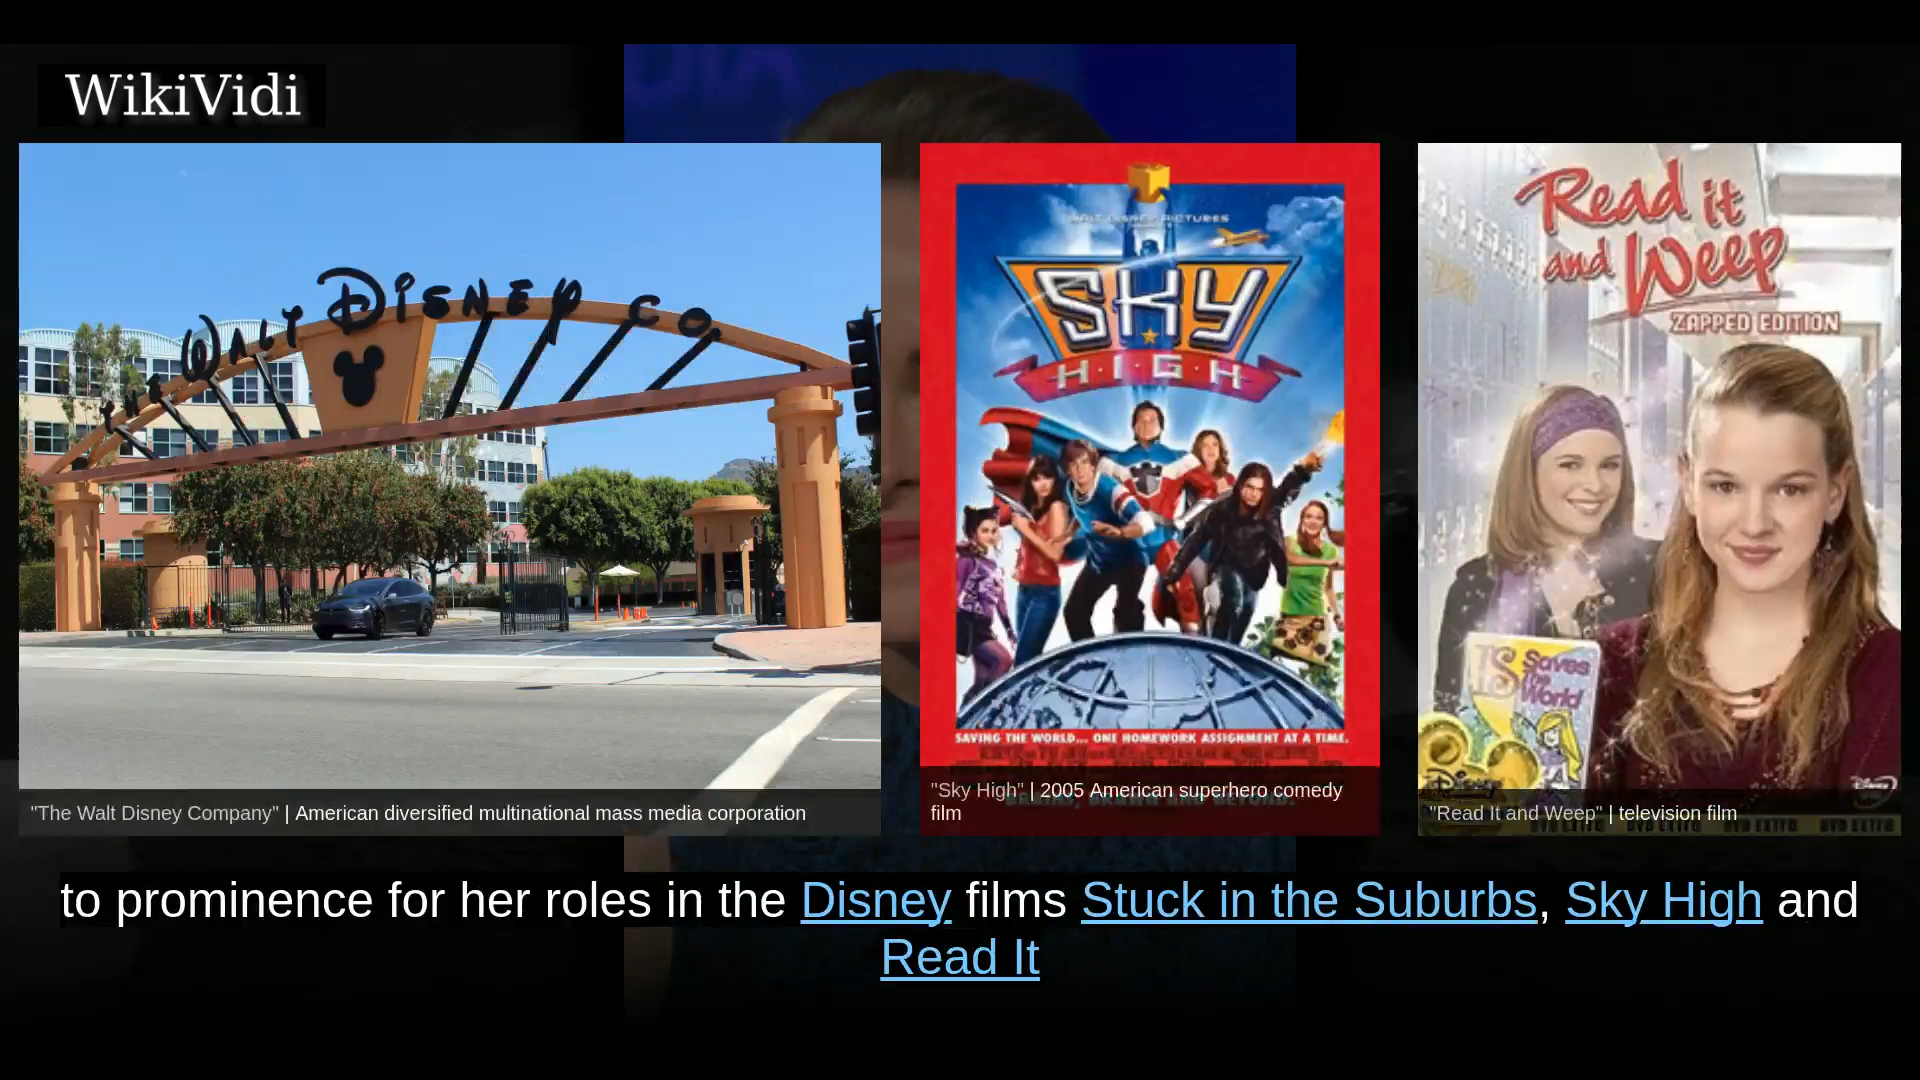 WikiVidi
THE WALT DISNEY CO.
WALT DISNEY PICTURES
SKY
HIGH
SAVING THE WORLD... ONE HOMEWORK ASSIGNMENT AT A TIME.
Read it
and Weep
ZAPPED EDITION
IS Saves
The
World
Disney
"The Walt Disney Company" | American diversified multinational mass media corporation
"Sky High" | 2005 American superhero comedy
film
"Read It and Weep" | television film
to prominence for her roles in the Disney films Stuck in the Suburbs, Sky High and
Read It